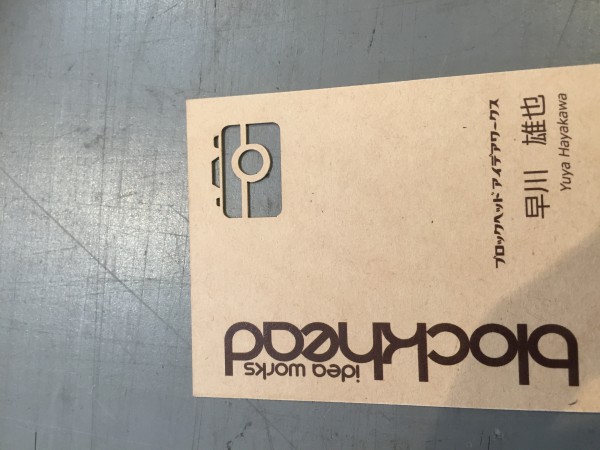 blockhead
idea works
ブロックヘッド アイデアワークス
早川 雄也
Yuya Hayakawa